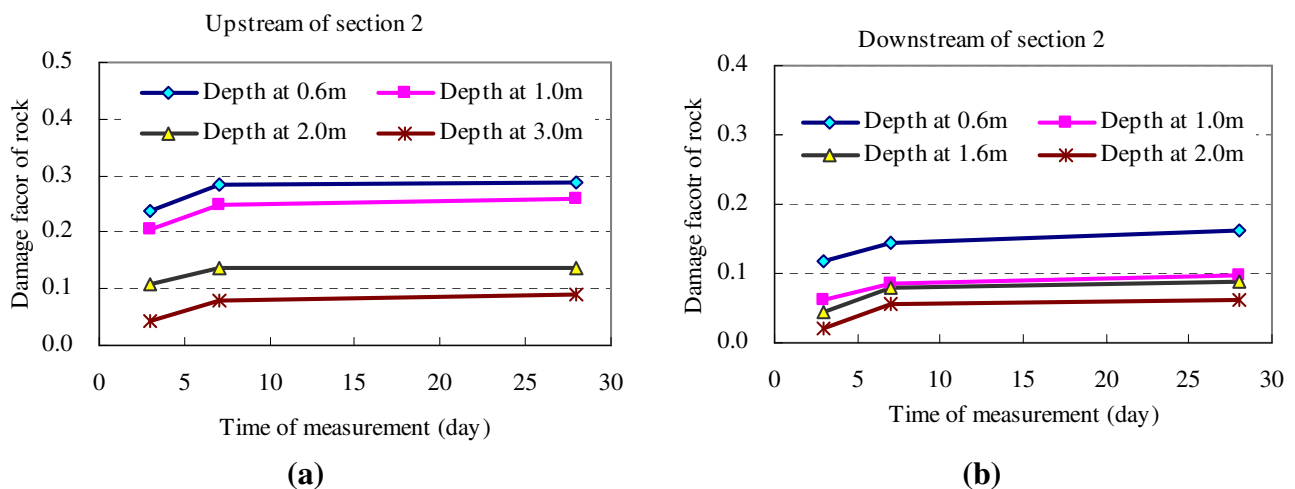 Upstream of section 2
0.5
0.4
0.3
0.2
0.1
0.0
Damage facor of rock
Depth at 0.6m
Depth at 1.0m
Depth at 2.0m
Depth at 3.0m
0 5 10 15 20 25 30
Time of measurement (day)
(a)
Downstream of section 2
0.4
0.3
0.2
0.1
0.0
Damage facotr of rock
Depth at 0.6m
Depth at 1.0m
Depth at 1.6m
Depth at 2.0m
0 5 10 15 20 25 30
Time of measurement (day)
(b)